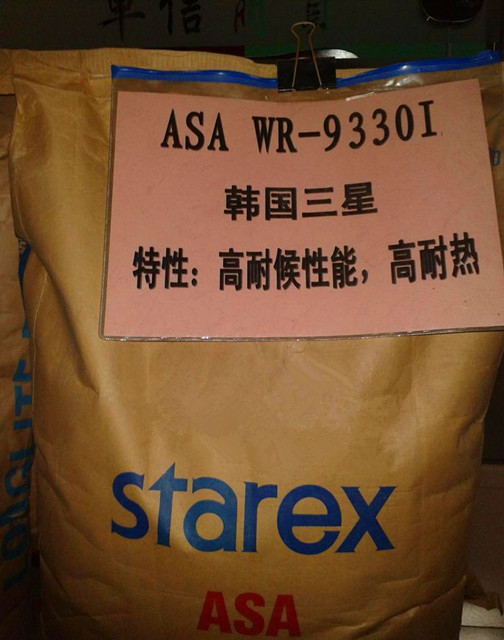 ASA WR-9330I
韩国三星
特性：高耐候性能，高耐热
starex
ASA